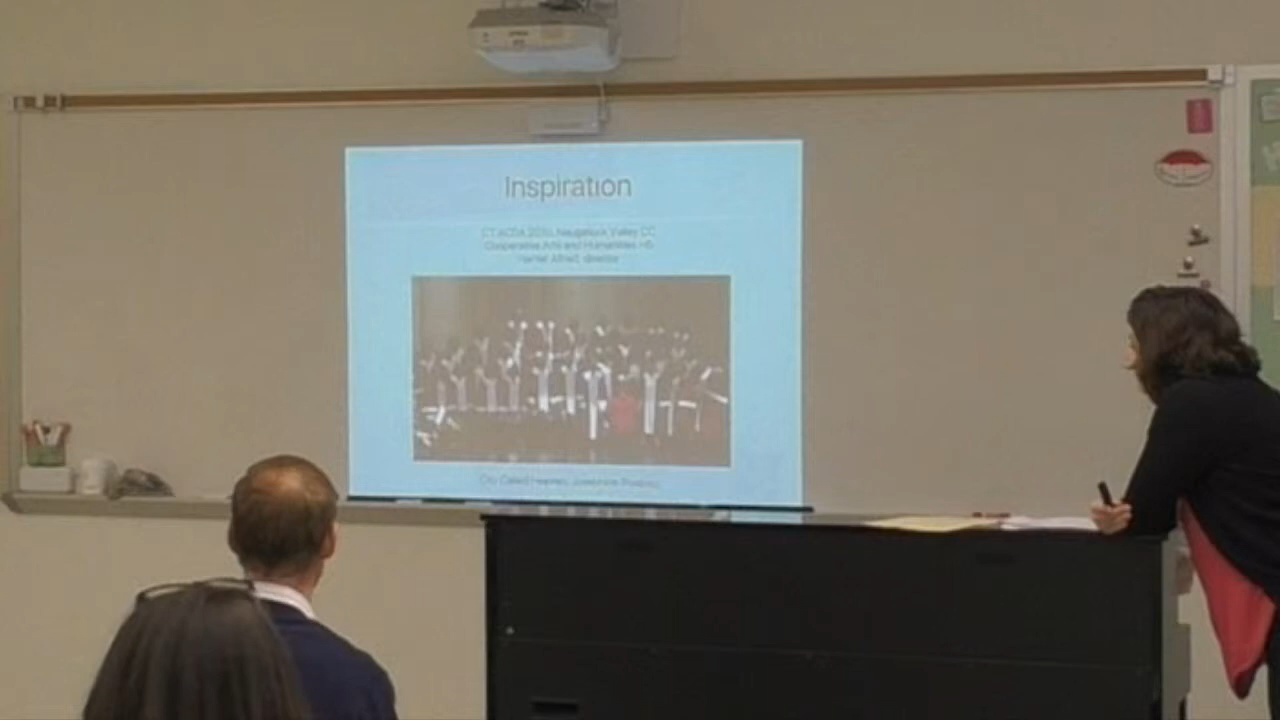 Inspiration
CT ACDA 2010, Naugatuck Valley CC
Cooperative Arts and Humanities HS
Harriet Alfred, director
City Called Heaven, Josephine Poelinitz